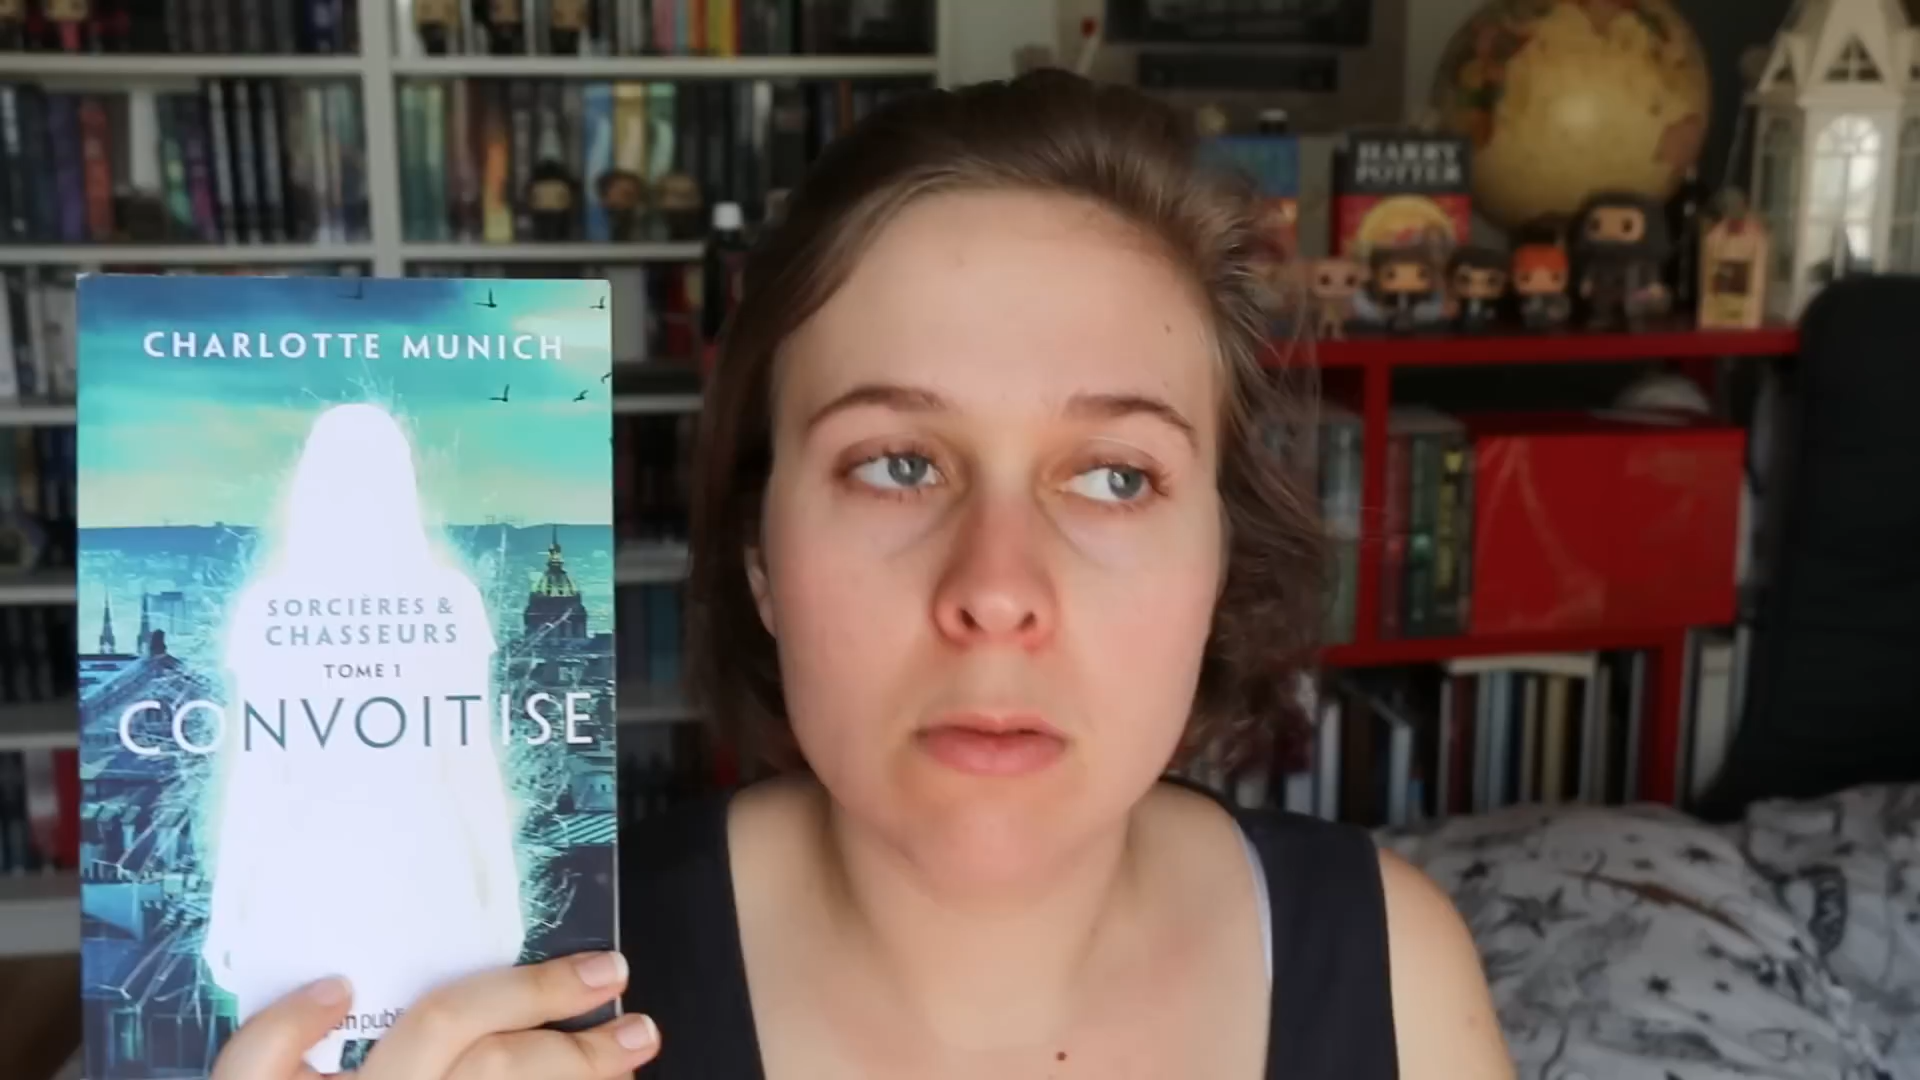 CHARLOTTE MUNICH
SORCIÈRES &
CHASSEURS
TOME 1
CONVOITISE
HARRY
POTTER